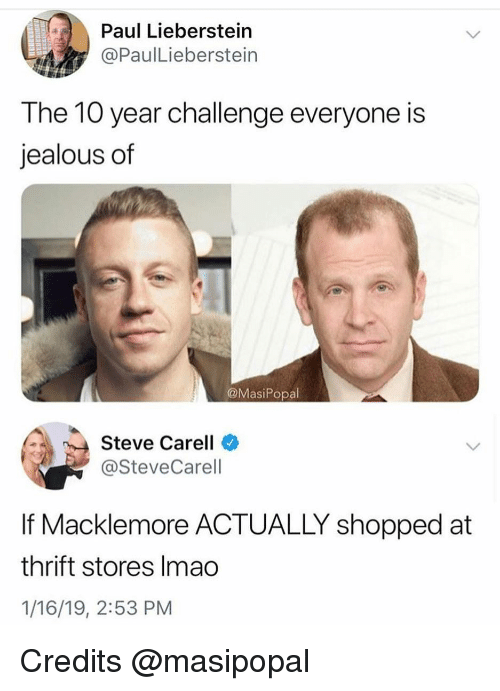 Paul Lieberstein
@PaulLieberstein
The 10 year challenge everyone is
jealous of
@MasiPopal
Steve Carell
@SteveCarell
If Macklemore ACTUALLY shopped at
thrift stores lmao
1/16/19, 2:53 PM
Credits @masipopal